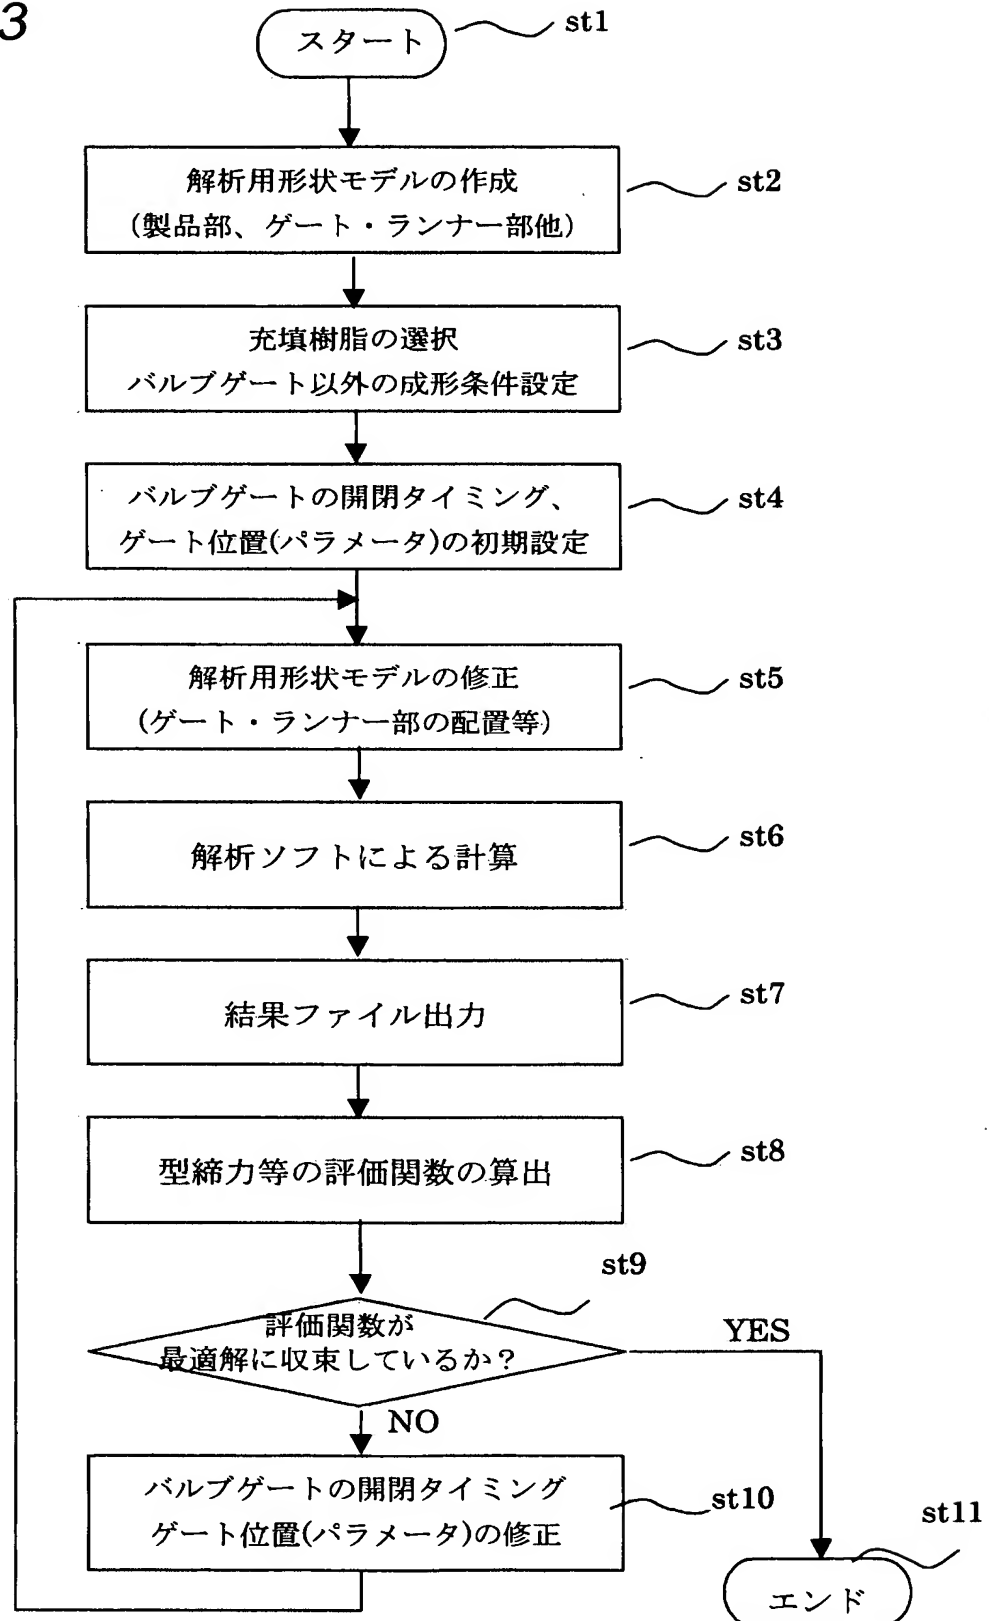 3
スタート
st1
解析用形状モデルの作成
(製品部、ゲート・ランナー部他)
st2
充填樹脂の選択
バルブゲート以外の成形条件設定
st3
バルブゲートの開閉タイミング、
ゲート位置(パラメータ)の初期設定
st4
解析用形状モデルの修正
(ゲート・ランナー部の配置等)
st5
解析ソフトによる計算
st6
結果ファイル出力
st7
型締力等の評価関数の算出
st8
st9
評価関数が
最適解に収束しているか?
YES
NO
バルブゲートの開閉タイミング
ゲート位置(パラメータ)の修正
st10
st11
エンド